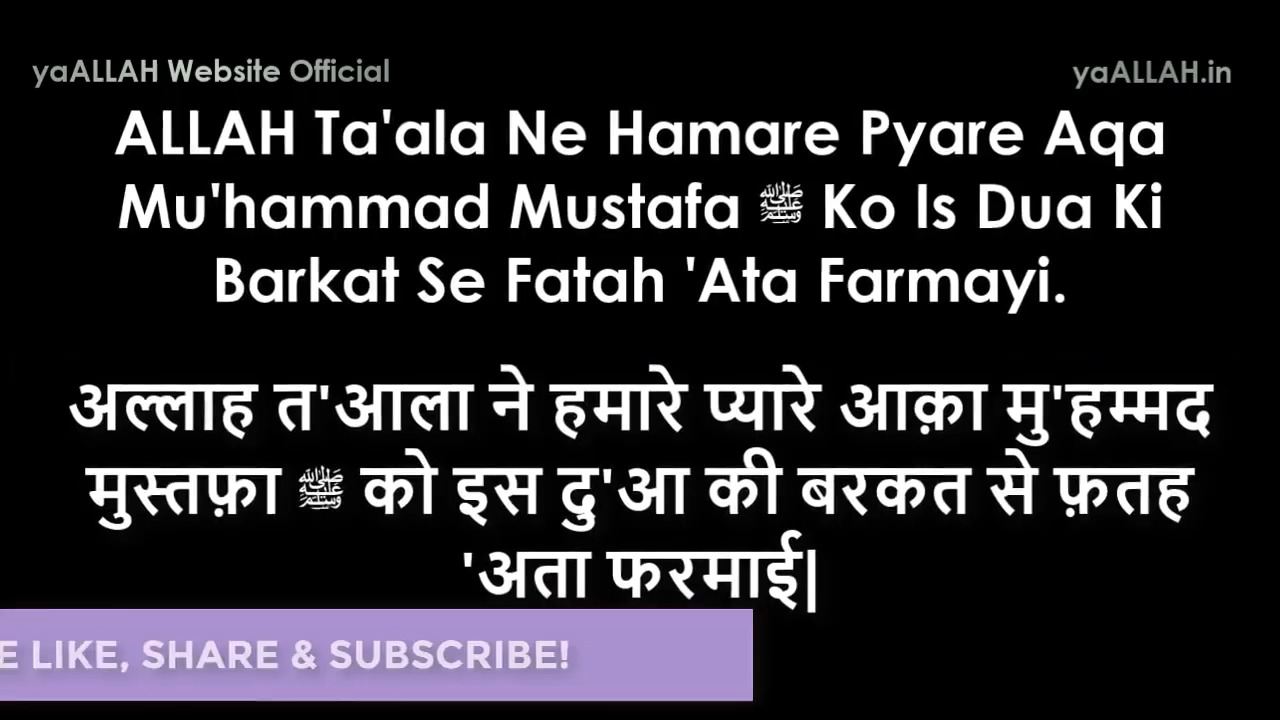 yaALLAH Website Official
yaALLAH.in
ALLAH Ta'ala Ne Hamare Pyare Aqa
Mu'hammad Mustafa ﷺ Ko Is Dua Ki
Barkat Se Fatah 'Ata Farmayi.
अल्लाह त'आला ने हमारे प्यारे आक़ा मु'हम्मद
मुस्तफ़ा ﷺ को इस दु'आ की बरकत से फ़तह
'अता फरमाई|
E LIKE, SHARE & SUBSCRIBE!